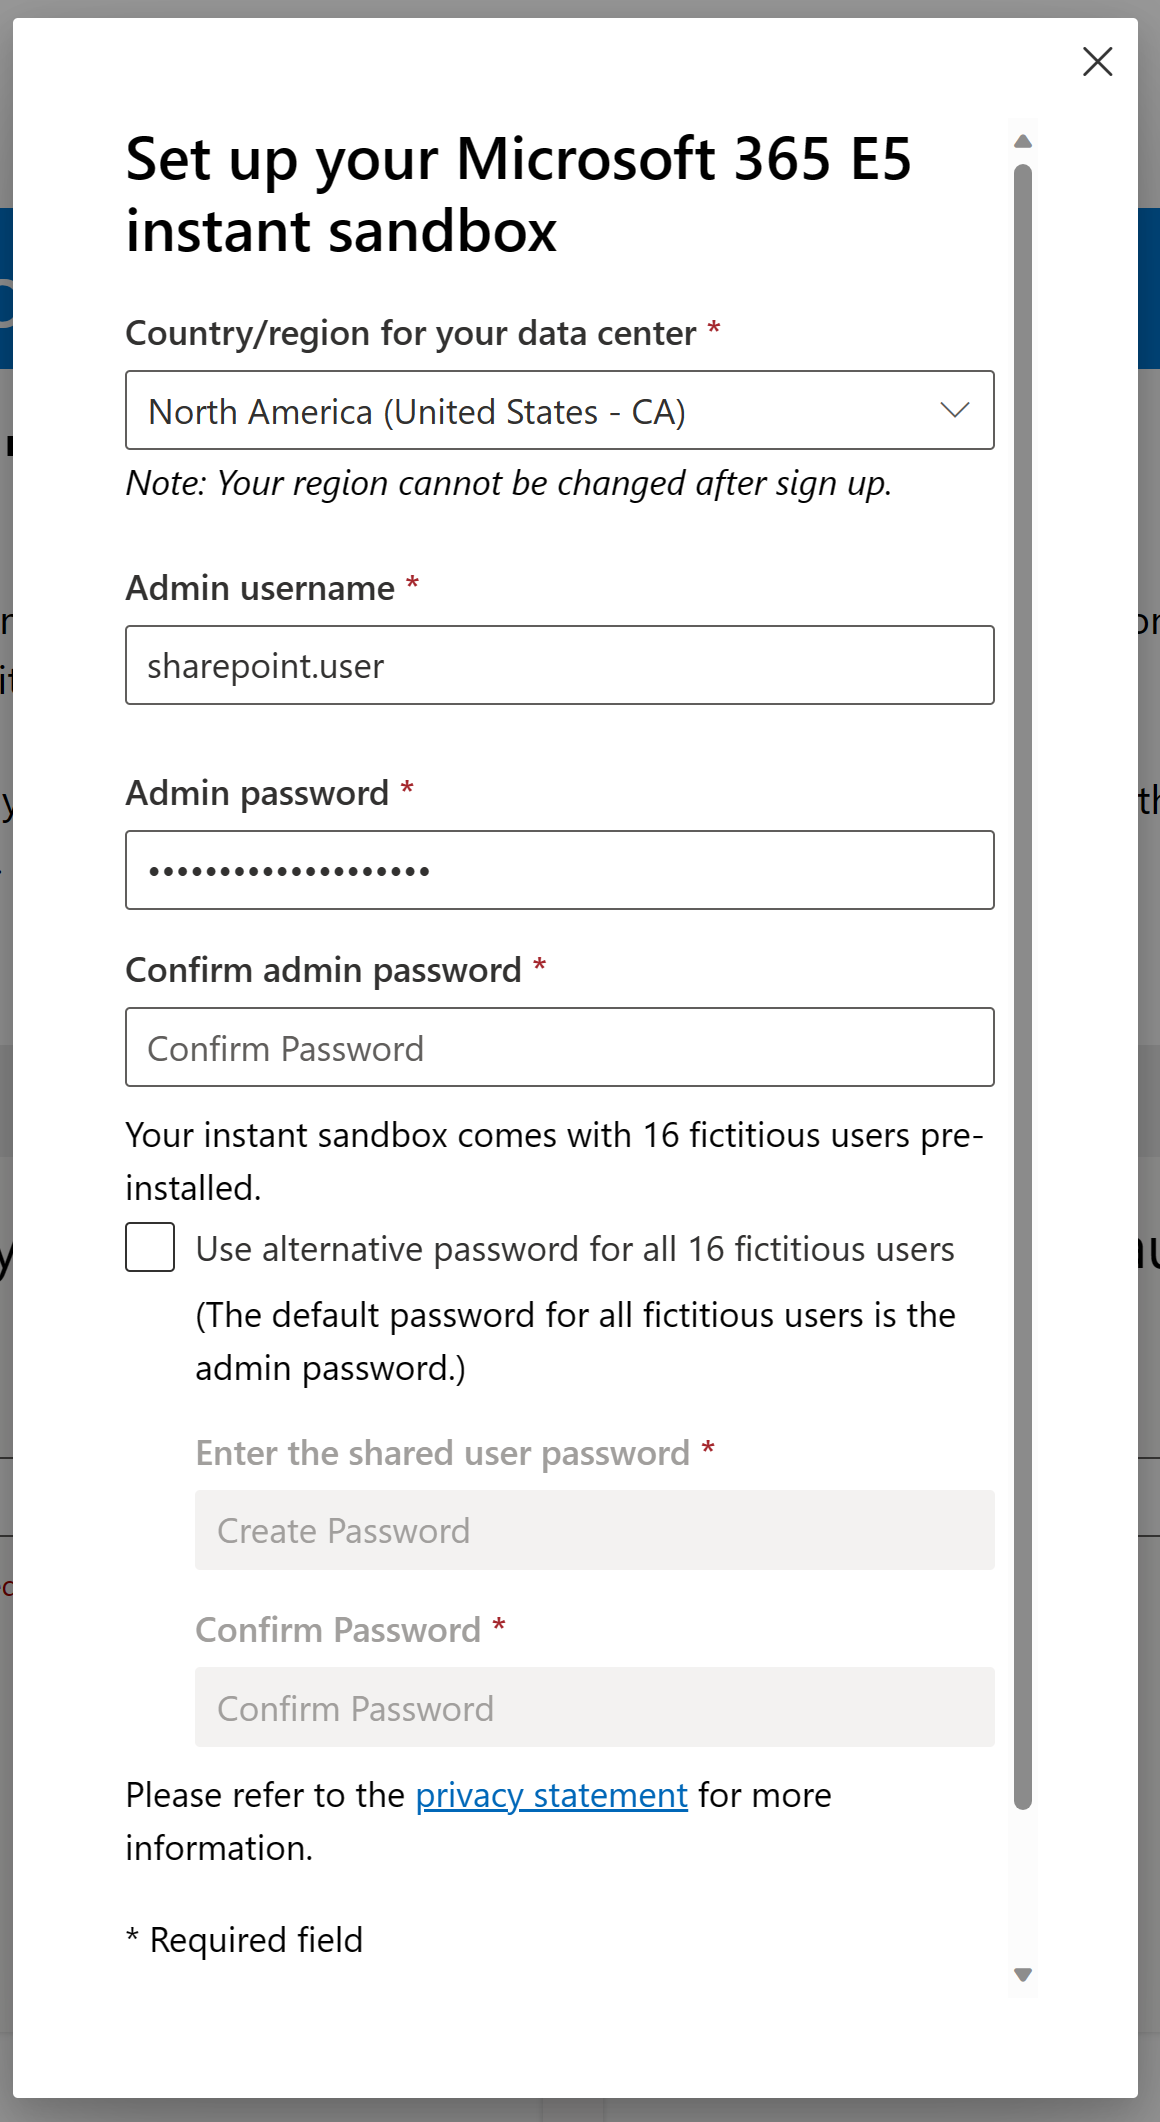 Set up your Microsoft 365 E5
instant sandbox
Country/region for your data center *
North America (United States - CA)
Note: Your region cannot be changed after sign up.
Admin username *
sharepoint.user
Admin password *
••••••••••••••••••••
Confirm admin password *
Confirm Password
Your instant sandbox comes with 16 fictitious users pre-
installed.
Use alternative password for all 16 fictitious users
(The default password for all fictitious users is the
admin password.)
Enter the shared user password *
Create Password
Confirm Password *
Confirm Password
Please refer to the privacy statement for more
information.
* Required field